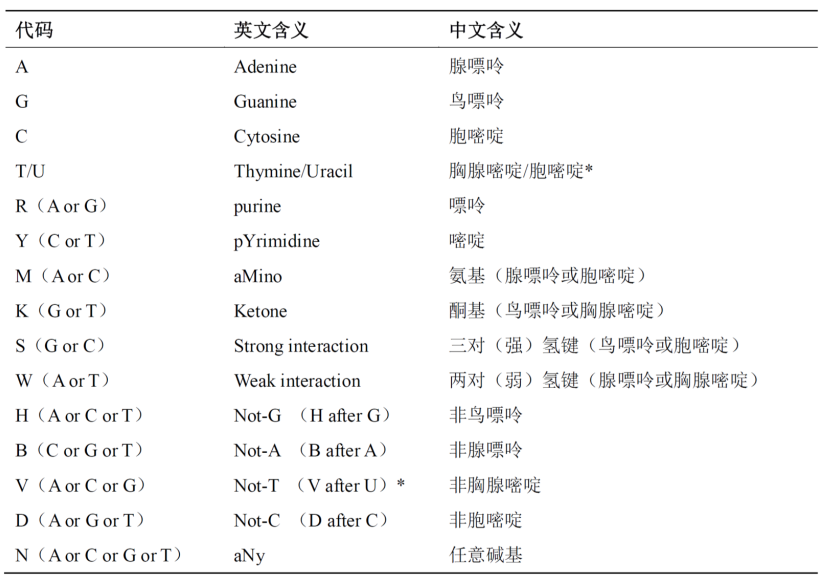 代码 英文含义 中文含义
A Adenine 腺嘌呤
G Guanine 鸟嘌呤
C Cytosine 胞嘧啶
T/U Thymine/Uracil 胸腺嘧啶/胞嘧啶*
R（A or G） purine 嘌呤
Y（C or T） pYrimidine 嘧啶
M（A or C） aMino 氨基（腺嘌呤或胞嘧啶）
K（G or T） Ketone 酮基（鸟嘌呤或胸腺嘧啶）
S（G or C） Strong interaction 三对（强）氢键（鸟嘌呤或胞嘧啶）
W（A or T） Weak interaction 两对（弱）氢键（腺嘌呤或胸腺嘧啶）
H（A or C or T） Not-G （H after G） 非鸟嘌呤
B（C or G or T） Not-A （B after A） 非腺嘌呤
V（A or C or G） Not-T （V after U）* 非胸腺嘧啶
D（A or G or T） Not-C （D after C） 非胞嘧啶
N（A or C or G or T） aNy 任意碱基